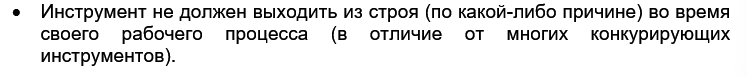 • Инструмент не должен выходить из строя (по какой-либо причине) во время
своего рабочего процесса (в отличие от многих конкурирующих
инструментов).